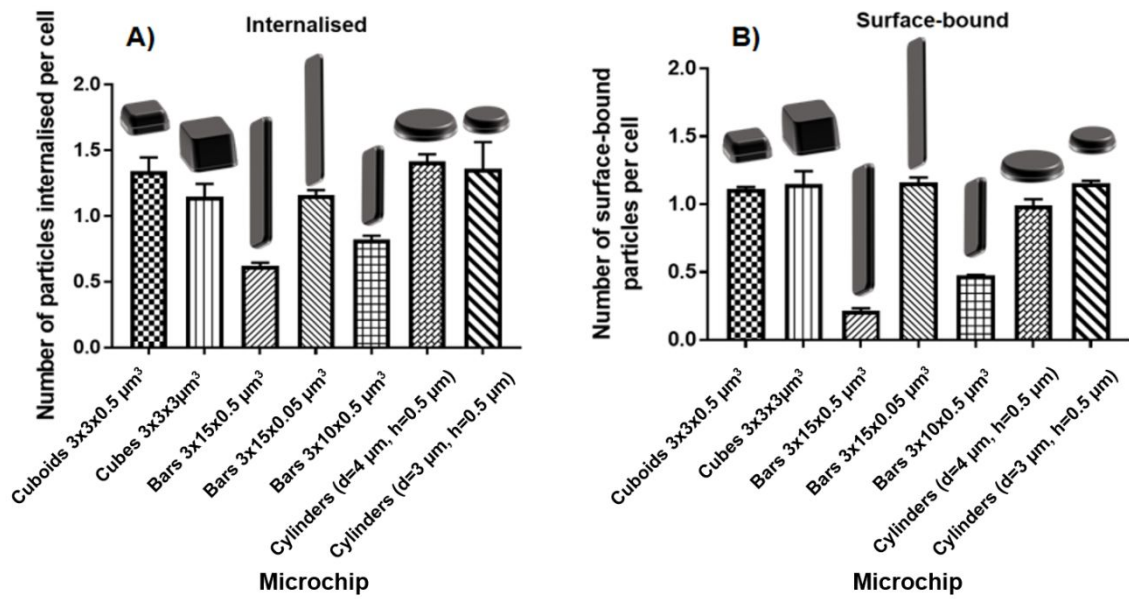 A)
Internalised
Number of particles internalised per cell
2.0
1.5
1.0
0.5
0.0
Cuboids 3x3x0.5 µm³
Cubes 3x3x3µm³
Bars 3x15x0.5 µm³
Bars 3x15x0.05 µm³
Bars 3x10x0.5 µm³
Cylinders (d=4 µm, h=0.5 µm)
Cylinders (d=3 µm, h=0.5 µm)
Microchip
B)
Surface-bound
Number of surface-bound
particles per cell
2.0
1.5
1.0
0.5
0.0
Cuboids 3x3x0.5 µm³
Cubes 3x3x3µm³
Bars 3x15x0.5 µm³
Bars 3x15x0.05 µm³
Bars 3x10x0.5 µm³
Cylinders (d=4 µm, h=0.5 µm)
Cylinders (d=3 µm, h=0.5 µm)
Microchip